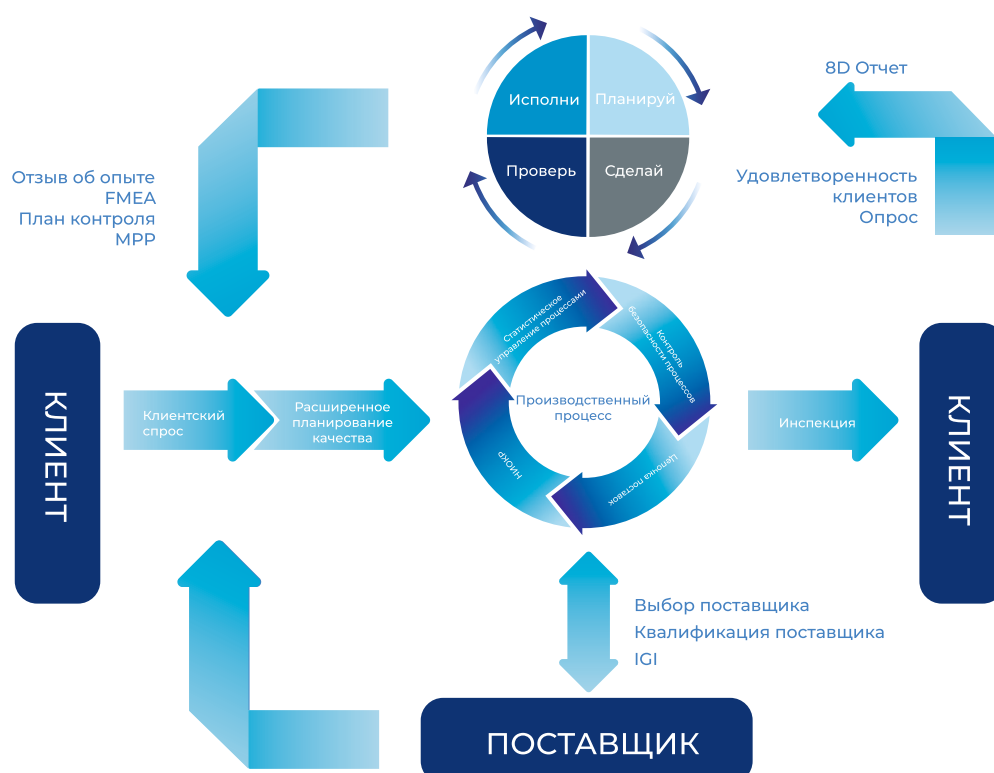 Исполни
Планируй
Проверь
Сделай
8D Отчет
Удовлетворенность
клиентов
Опрос
Отзыв об опыте
FMEA
План контроля
MPP
КЛИЕНТ
Клиентский
спрос
Расширенное
планирование
качества
Статистическое
управление процессами
Контроль
безопасности процессов
Производственный
процесс
НИОКР
Цепочка поставок
Инспекция
КЛИЕНТ
Выбор поставщика
Квалификация поставщика
IGI
ПОСТАВЩИК